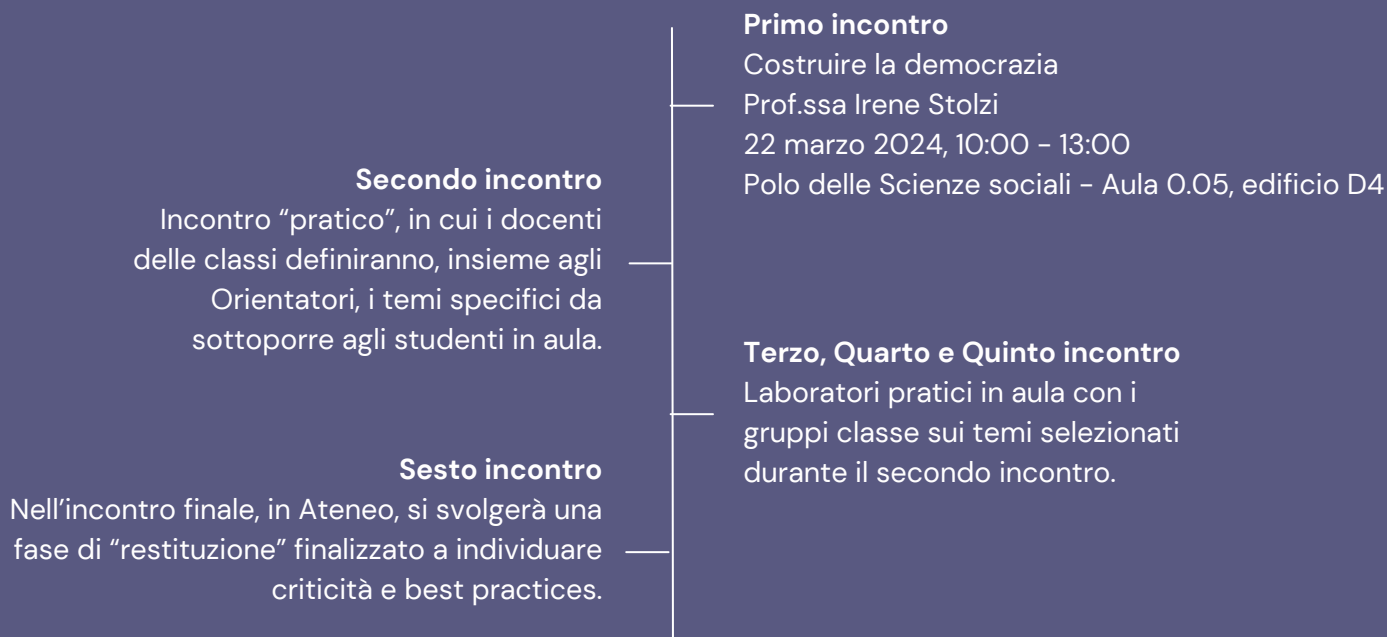 Primo incontro
Costruire la democrazia
Prof.ssa Irene Stolzi
22 marzo 2024, 10:00 - 13:00
Polo delle Scienze sociali - Aula 0.05, edificio D4
Secondo incontro
Incontro “pratico”, in cui i docenti
delle classi definiranno, insieme agli
Orientatori, i temi specifici da
sottoporre agli studenti in aula.
Terzo, Quarto e Quinto incontro
Laboratori pratici in aula con i
gruppi classe sui temi selezionati
durante il secondo incontro.
Sesto incontro
Nell’incontro finale, in Ateneo, si svolgerà una
fase di “restituzione” finalizzato a individuare
criticità e best practices.